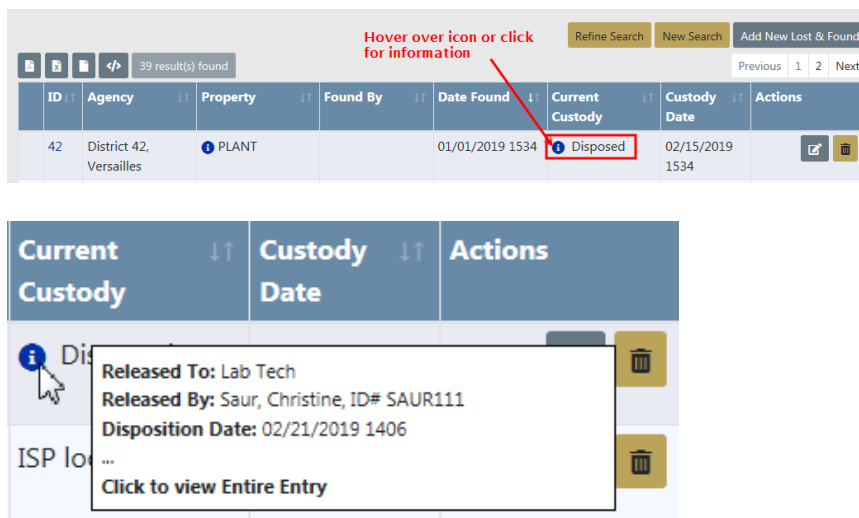 Hover over icon or click
for information
Refine Search New Search Add New Lost & Found
39 result(s) found
Previous 1 2 Next
ID Agency Property Found By Date Found Current Custody Custody Date Actions
42 District 42, Versailles PLANT 01/01/2019 1534 Disposed 02/15/2019 1534
Current Custody Custody Date Actions
Released To: Lab Tech
Released By: Saur, Christine, ID# SAUR111
Disposition Date: 02/21/2019 1406
...
Click to view Entire Entry
ISP